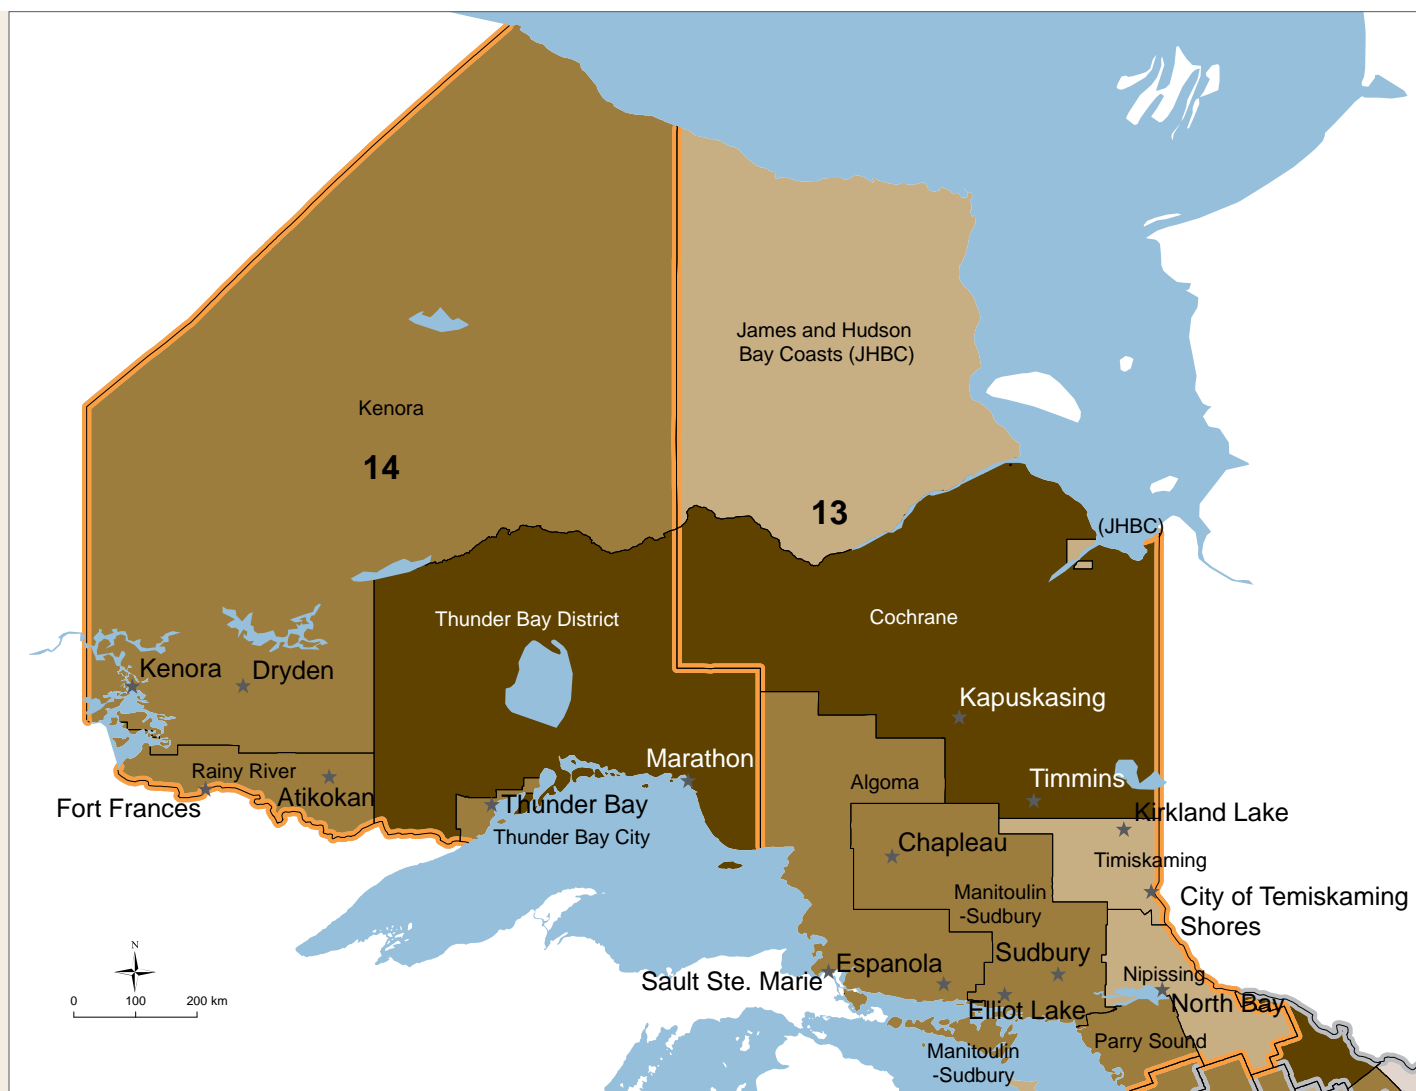 James and Hudson
Bay Coasts (JHBC)
Kenora
14
13
(JHBC)
Thunder Bay District
Cochrane
Kenora
Dryden
Kapuskasing
Marathon
Rainy River
Atikokan
Fort Frances
Thunder Bay
Thunder Bay City
Algoma
Timmins
Kirkland Lake
Chapleau
Timiskaming
Manitoulin
-Sudbury
City of Temiskaming
Shores
N
0 100 200 km
Sault Ste. Marie
Espanola
Sudbury
Elliot Lake
Nipissing
North Bay
Parry Sound
Manitoulin
-Sudbury